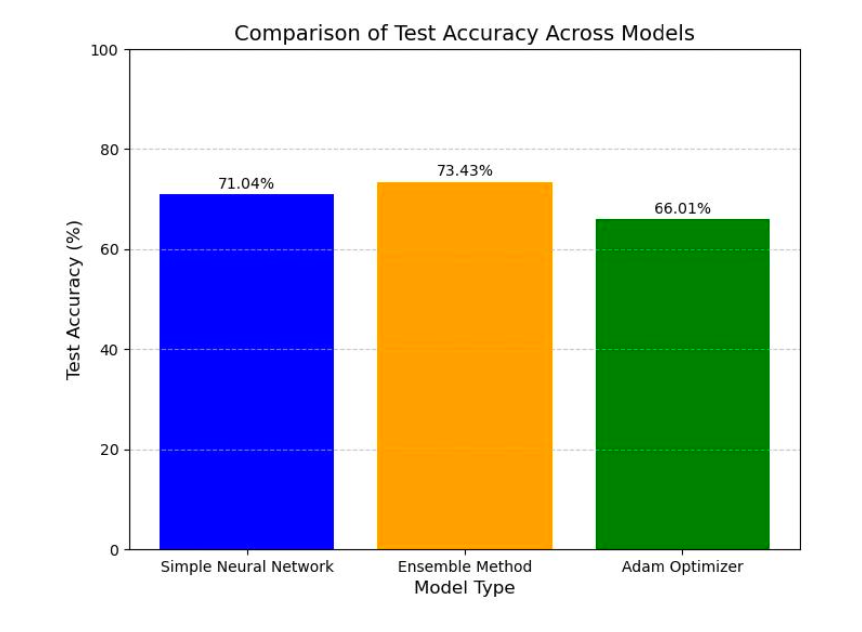 Comparison of Test Accuracy Across Models
100
80
60
40
20
0
Test Accuracy (%)
71.04%
73.43%
66.01%
Simple Neural Network
Ensemble Method
Adam Optimizer
Model Type